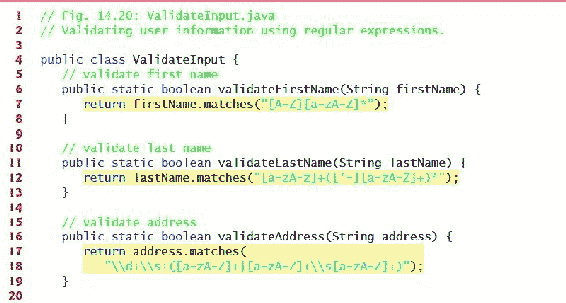 1 // Fig. 14.20: ValidateInput.java
2 // Validating user information using regular expressions.
3
4 public class ValidateInput {
5 // validate first name
6 public static boolean validateFirstName(String firstName) {
7 return firstName.matches("[A-Z][a-zA-Z]*");
8 }
9
10 // validate last name
11 public static boolean validateLastName(String lastName) {
12 return lastName.matches("[a-zA-z]+(['-][a-zA-Z]+)*");
13 }
14
15 // validate address
16 public static boolean validateAddress(String address) {
17 return address.matches(
18 "\\d+\\s+([a-zA-Z]+|[a-zA-Z]+\\s[a-zA-Z]+)");
19 }
20